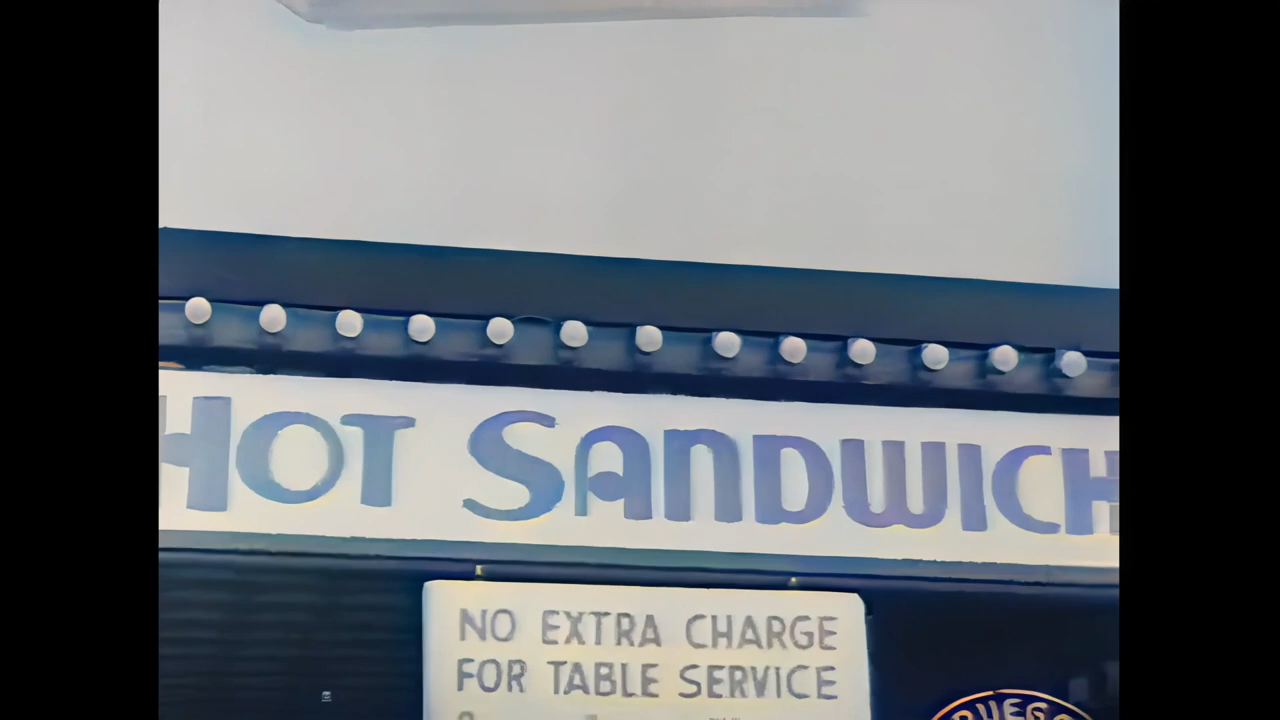 HOT SANDWICH
NO EXTRA CHARGE
FOR TABLE SERVICE